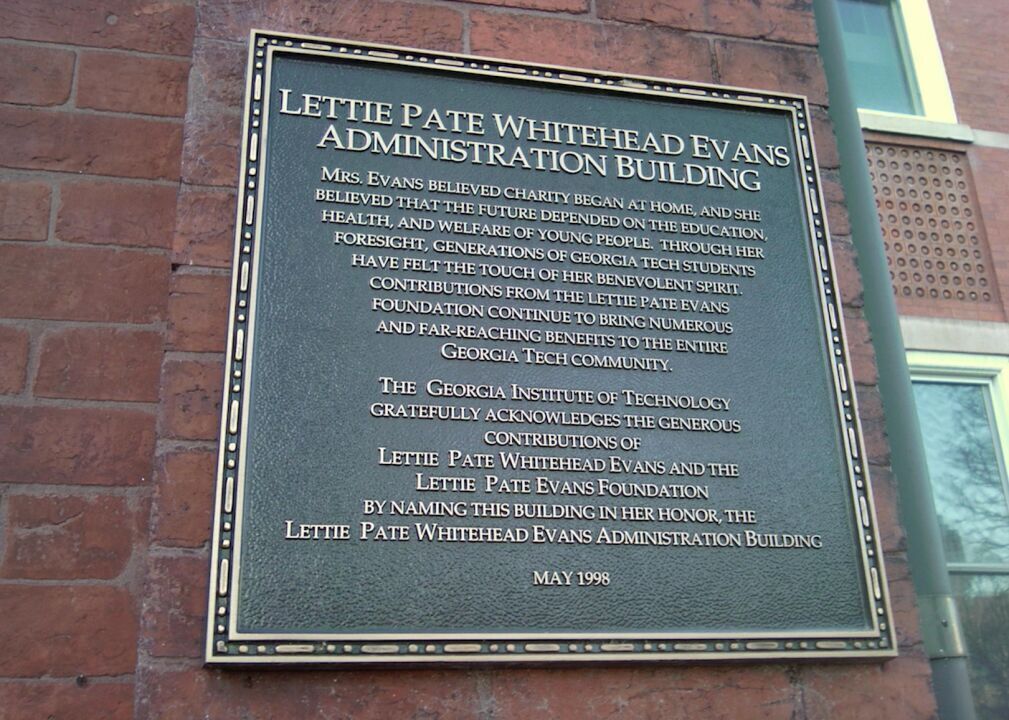 Lettie Pate Whitehead Evans
Administration Building
Mrs. Evans believed charity began at home, and she
believed that the future depended on the education,
health, and welfare of young people. Through her
foresight, generations of Georgia Tech students
have felt the touch of her benevolent spirit.
Contributions from the Lettie Pate Evans
Foundation continue to bring numerous
and far-reaching benefits to the entire
Georgia Tech community.
The Georgia Institute of Technology
gratefully acknowledges the generous
contributions of
Lettie Pate Whitehead Evans and the
Lettie Pate Evans Foundation
by naming this building in her honor, the
Lettie Pate Whitehead Evans Administration Building
May 1998